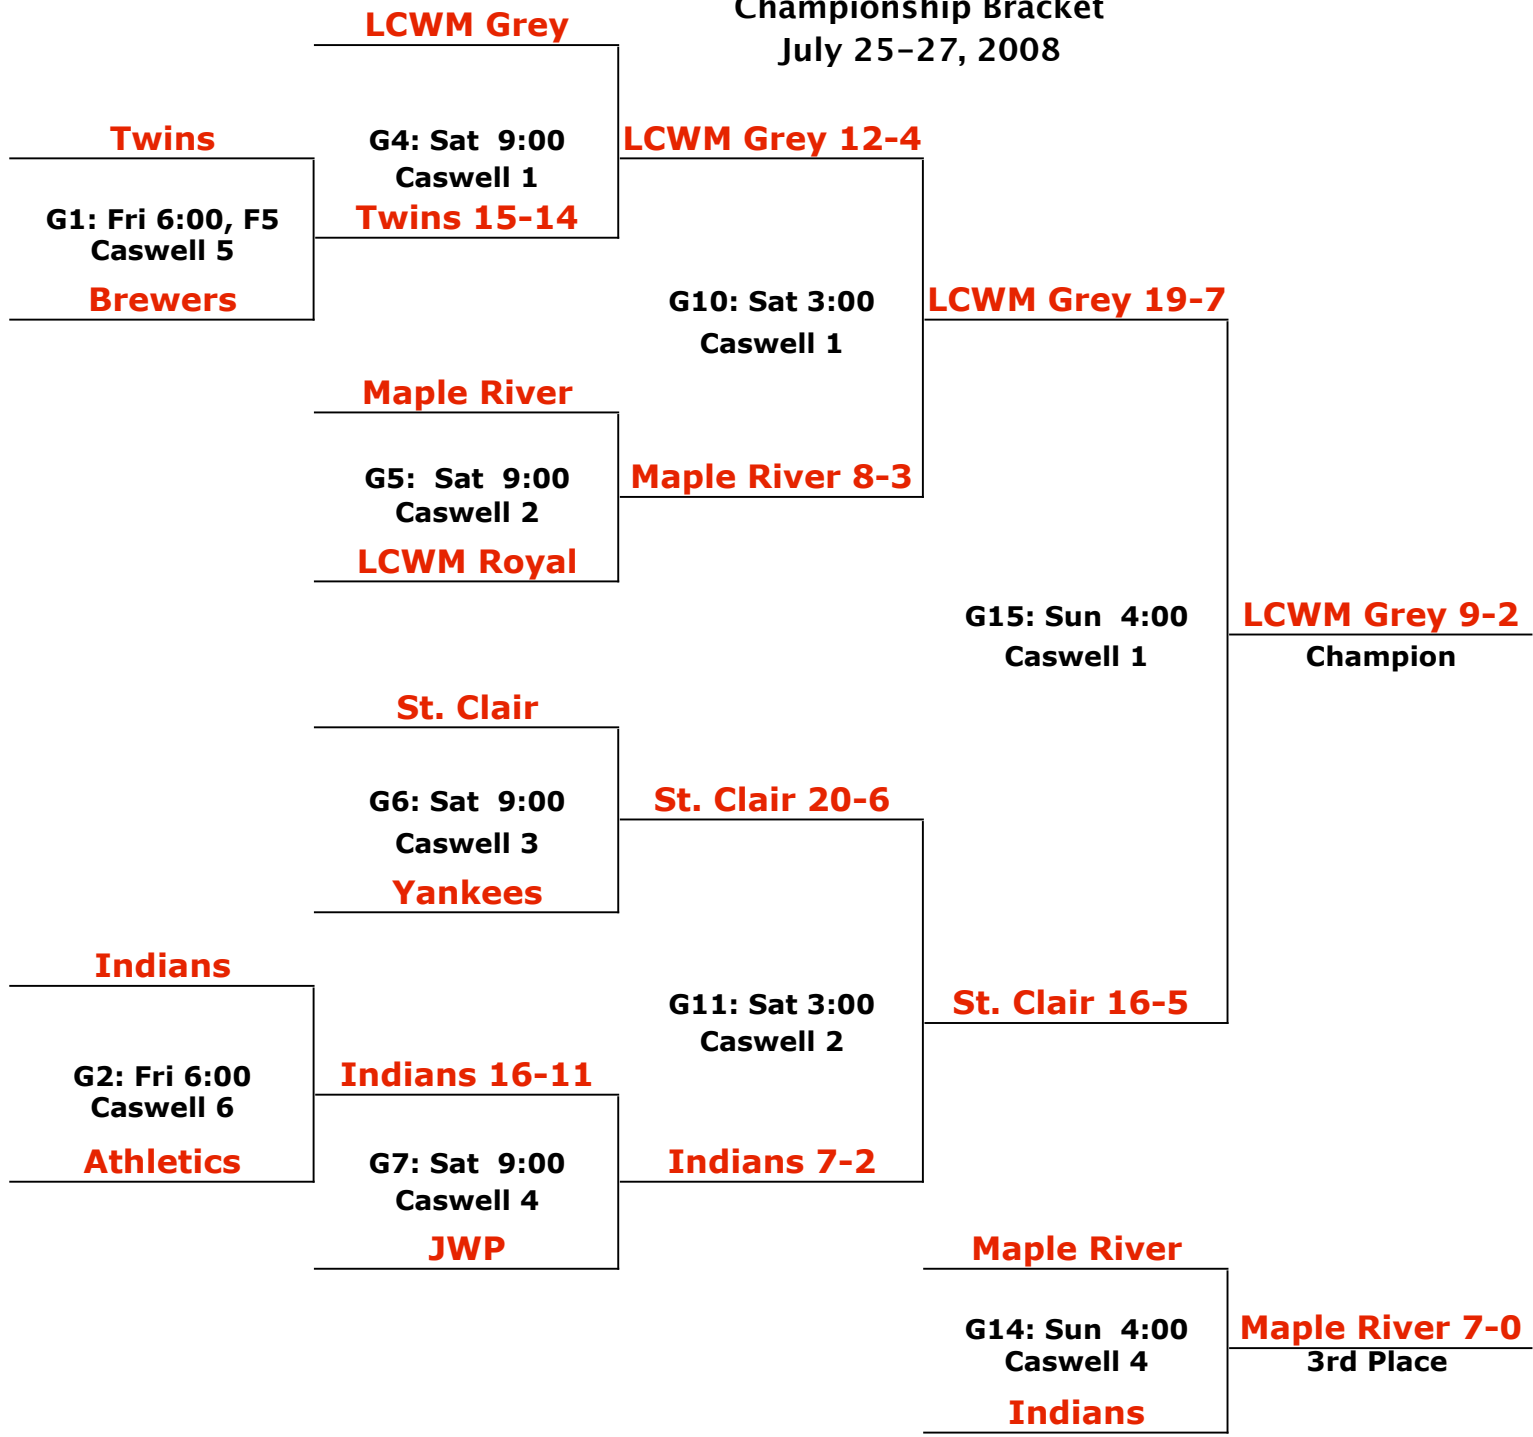 Championship Bracket
July 25-27, 2008
LCWM Grey
Twins
G4: Sat 9:00
Caswell 1
LCWM Grey 12-4
G1: Fri 6:00, F5
Caswell 5
Twins 15-14
Brewers
G10: Sat 3:00
Caswell 1
LCWM Grey 19-7
Maple River
G5: Sat 9:00
Caswell 2
Maple River 8-3
LCWM Royal
G15: Sun 4:00
Caswell 1
LCWM Grey 9-2
Champion
St. Clair
G6: Sat 9:00
Caswell 3
St. Clair 20-6
Yankees
Indians
G11: Sat 3:00
Caswell 2
St. Clair 16-5
G2: Fri 6:00
Caswell 6
Indians 16-11
Athletics
G7: Sat 9:00
Caswell 4
Indians 7-2
JWP
Maple River
G14: Sun 4:00
Caswell 4
Maple River 7-0
3rd Place
Indians